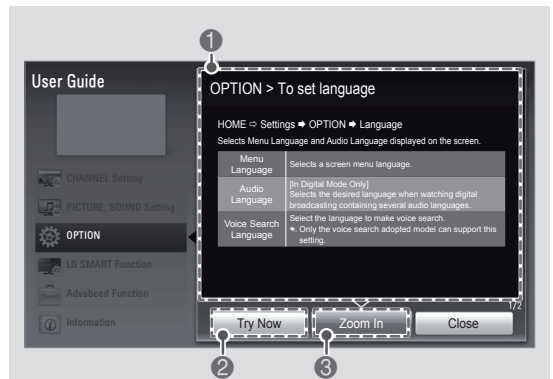 1
User Guide
OPTION > To set language
HOME ⇨ Settings ➡ OPTION ➡ Language
Selects Menu Language and Audio Language displayed on the screen.
Menu
Language
Selects a screen menu language.
Audio
Language
[In Digital Mode Only]
Selects the desired language when watching digital
broadcasting containing several audio languages.
Voice Search
Language
Select the language to make voice search.
Only the voice search adopted model can support this
setting.
CHANNEL Setting
PICTURE, SOUND Setting
OPTION
LG SMART Function
Advabced Function
Information
1/2
Try Now
Zoom In
Close
2
3